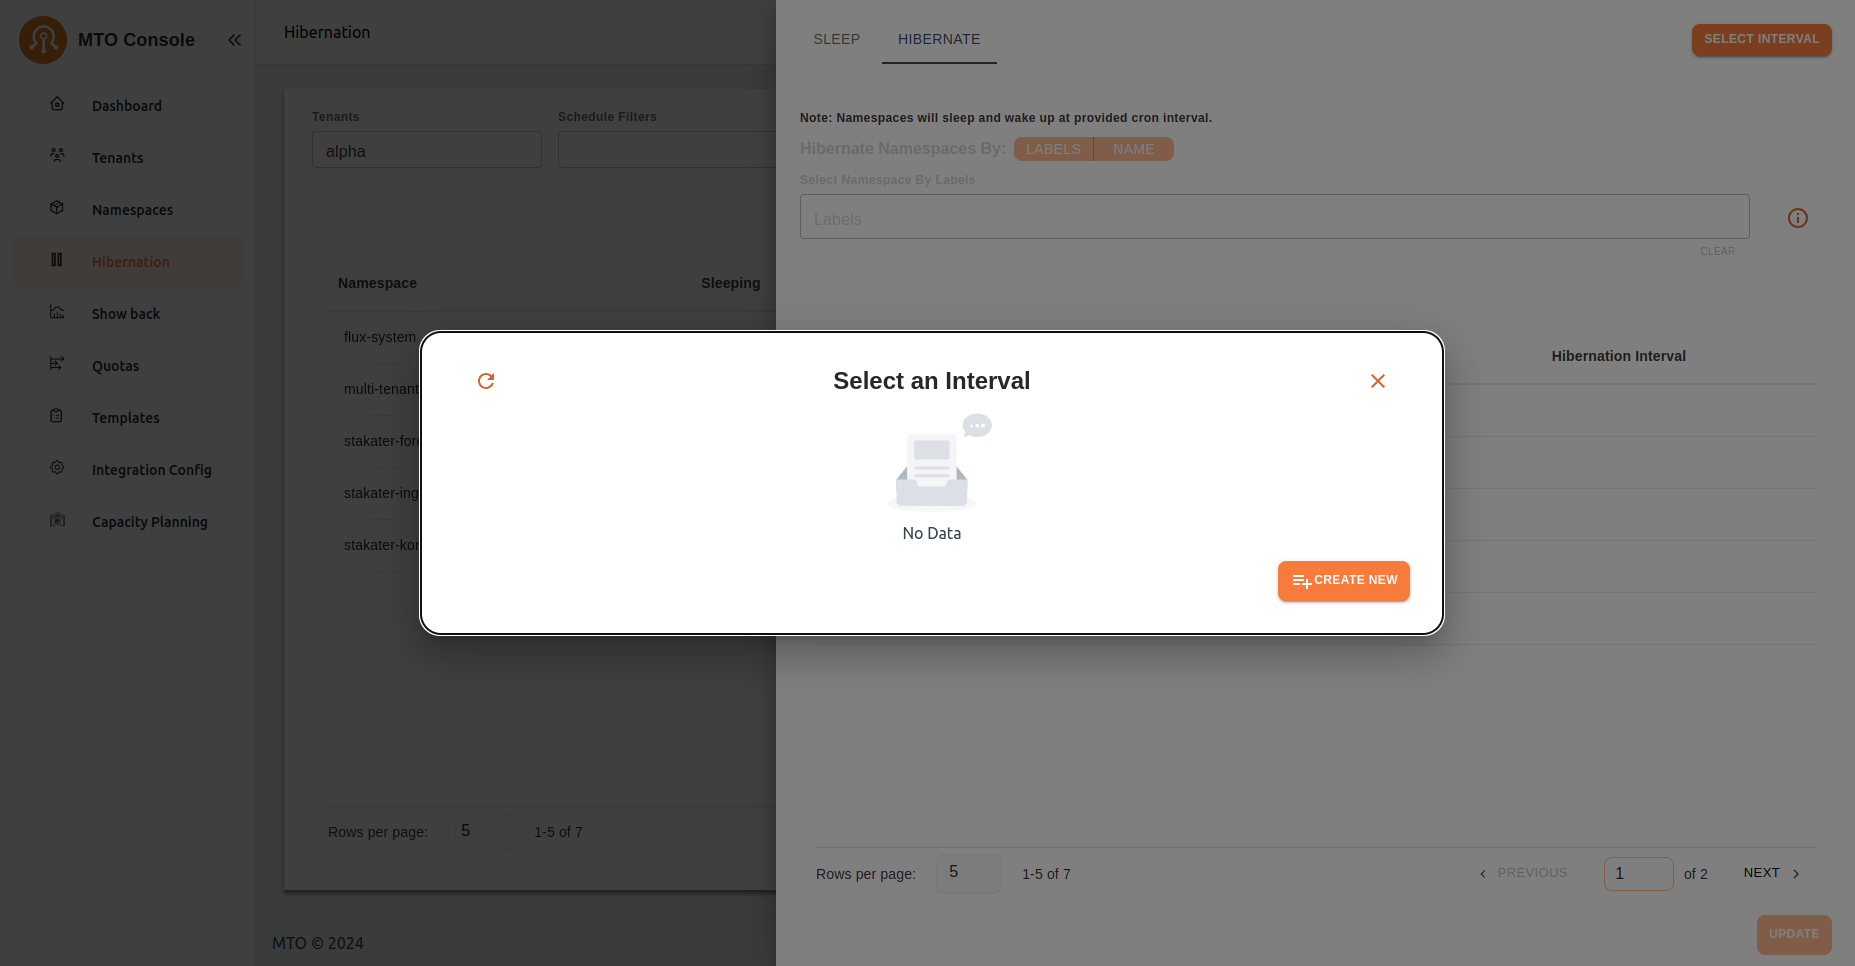 MTO Console
Dashboard
Tenants
Namespaces
Hibernation
Show back
Quotas
Templates
Integration Config
Capacity Planning
Hibernation
Tenants
Schedule Filters
alpha
Namespace
Sleeping
flux-system
multi-tenant
stakater-for
stakater-ing
stakater-kor
Rows per page:
5
1-5 of 7
MTO © 2024
SLEEP
HIBERNATE
SELECT INTERVAL
Note: Namespaces will sleep and wake up at provided cron interval.
Hibernate Namespaces By:
LABELS
NAME
Select Namespace By Labels
Labels
CLEAR
Hibernation Interval
Select an Interval
No Data
CREATE NEW
Rows per page:
5
1-5 of 7
PREVIOUS
1
of 2
NEXT
UPDATE